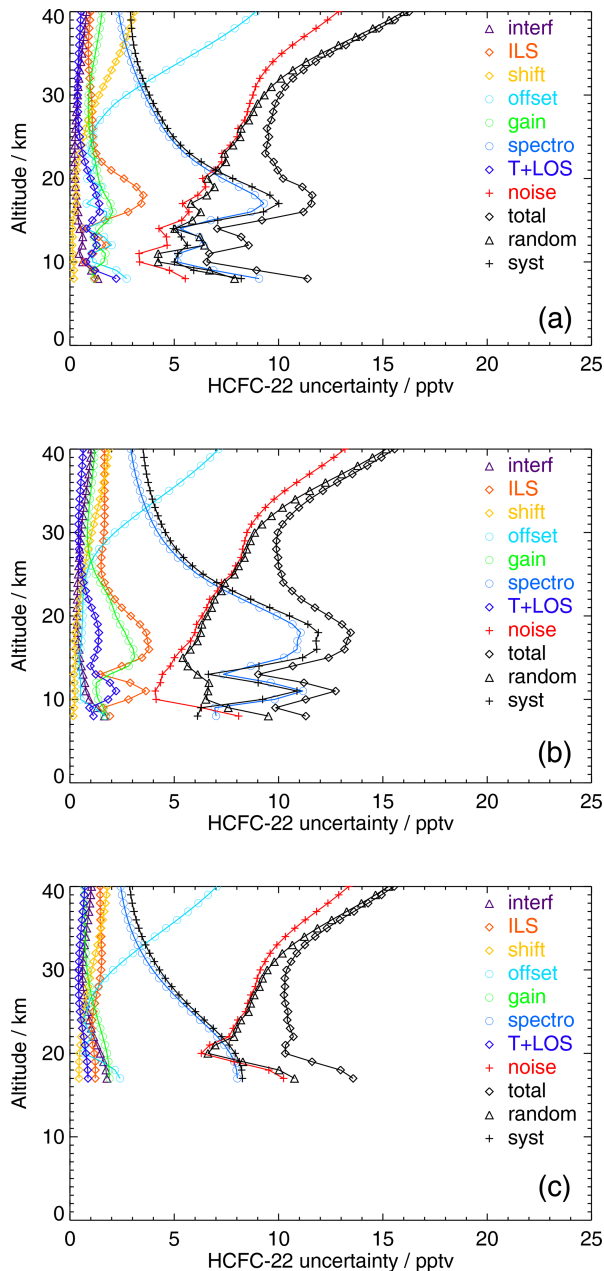 40
30
20
10
0
Altitude / km
interf
ILS
shift
offset
gain
spectro
T+LOS
noise
total
random
syst
(a)
0 5 10 15 20 25
HCFC-22 uncertainty / pptv
40
30
20
10
0
Altitude / km
interf
ILS
shift
offset
gain
spectro
T+LOS
noise
total
random
syst
(b)
0 5 10 15 20 25
HCFC-22 uncertainty / pptv
40
30
20
10
0
Altitude / km
interf
ILS
shift
offset
gain
spectro
T+LOS
noise
total
random
syst
(c)
0 5 10 15 20 25
HCFC-22 uncertainty / pptv